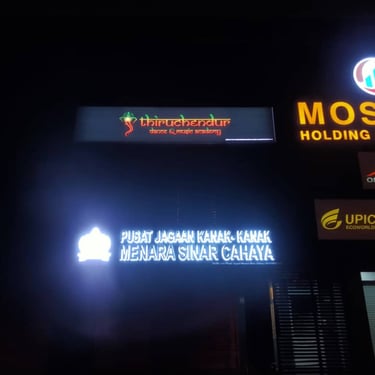 thiruchendur
dance & music academy
MOS
HOLDING
UPIC
ECOWORLD
PUSAT JAGAAN KANAK-KANAK
MENARA SINAR CAHAYA